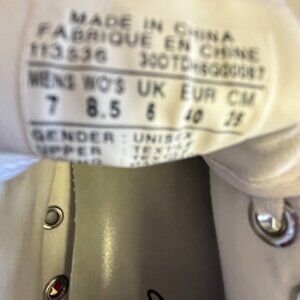 MADE IN CHINA
FABRIQUE EN CHINE
113536
MENS WO'S UK EUR CM
7 8.5 6 40 25
GENDER : UNISEX
UPPER : TEXTILE